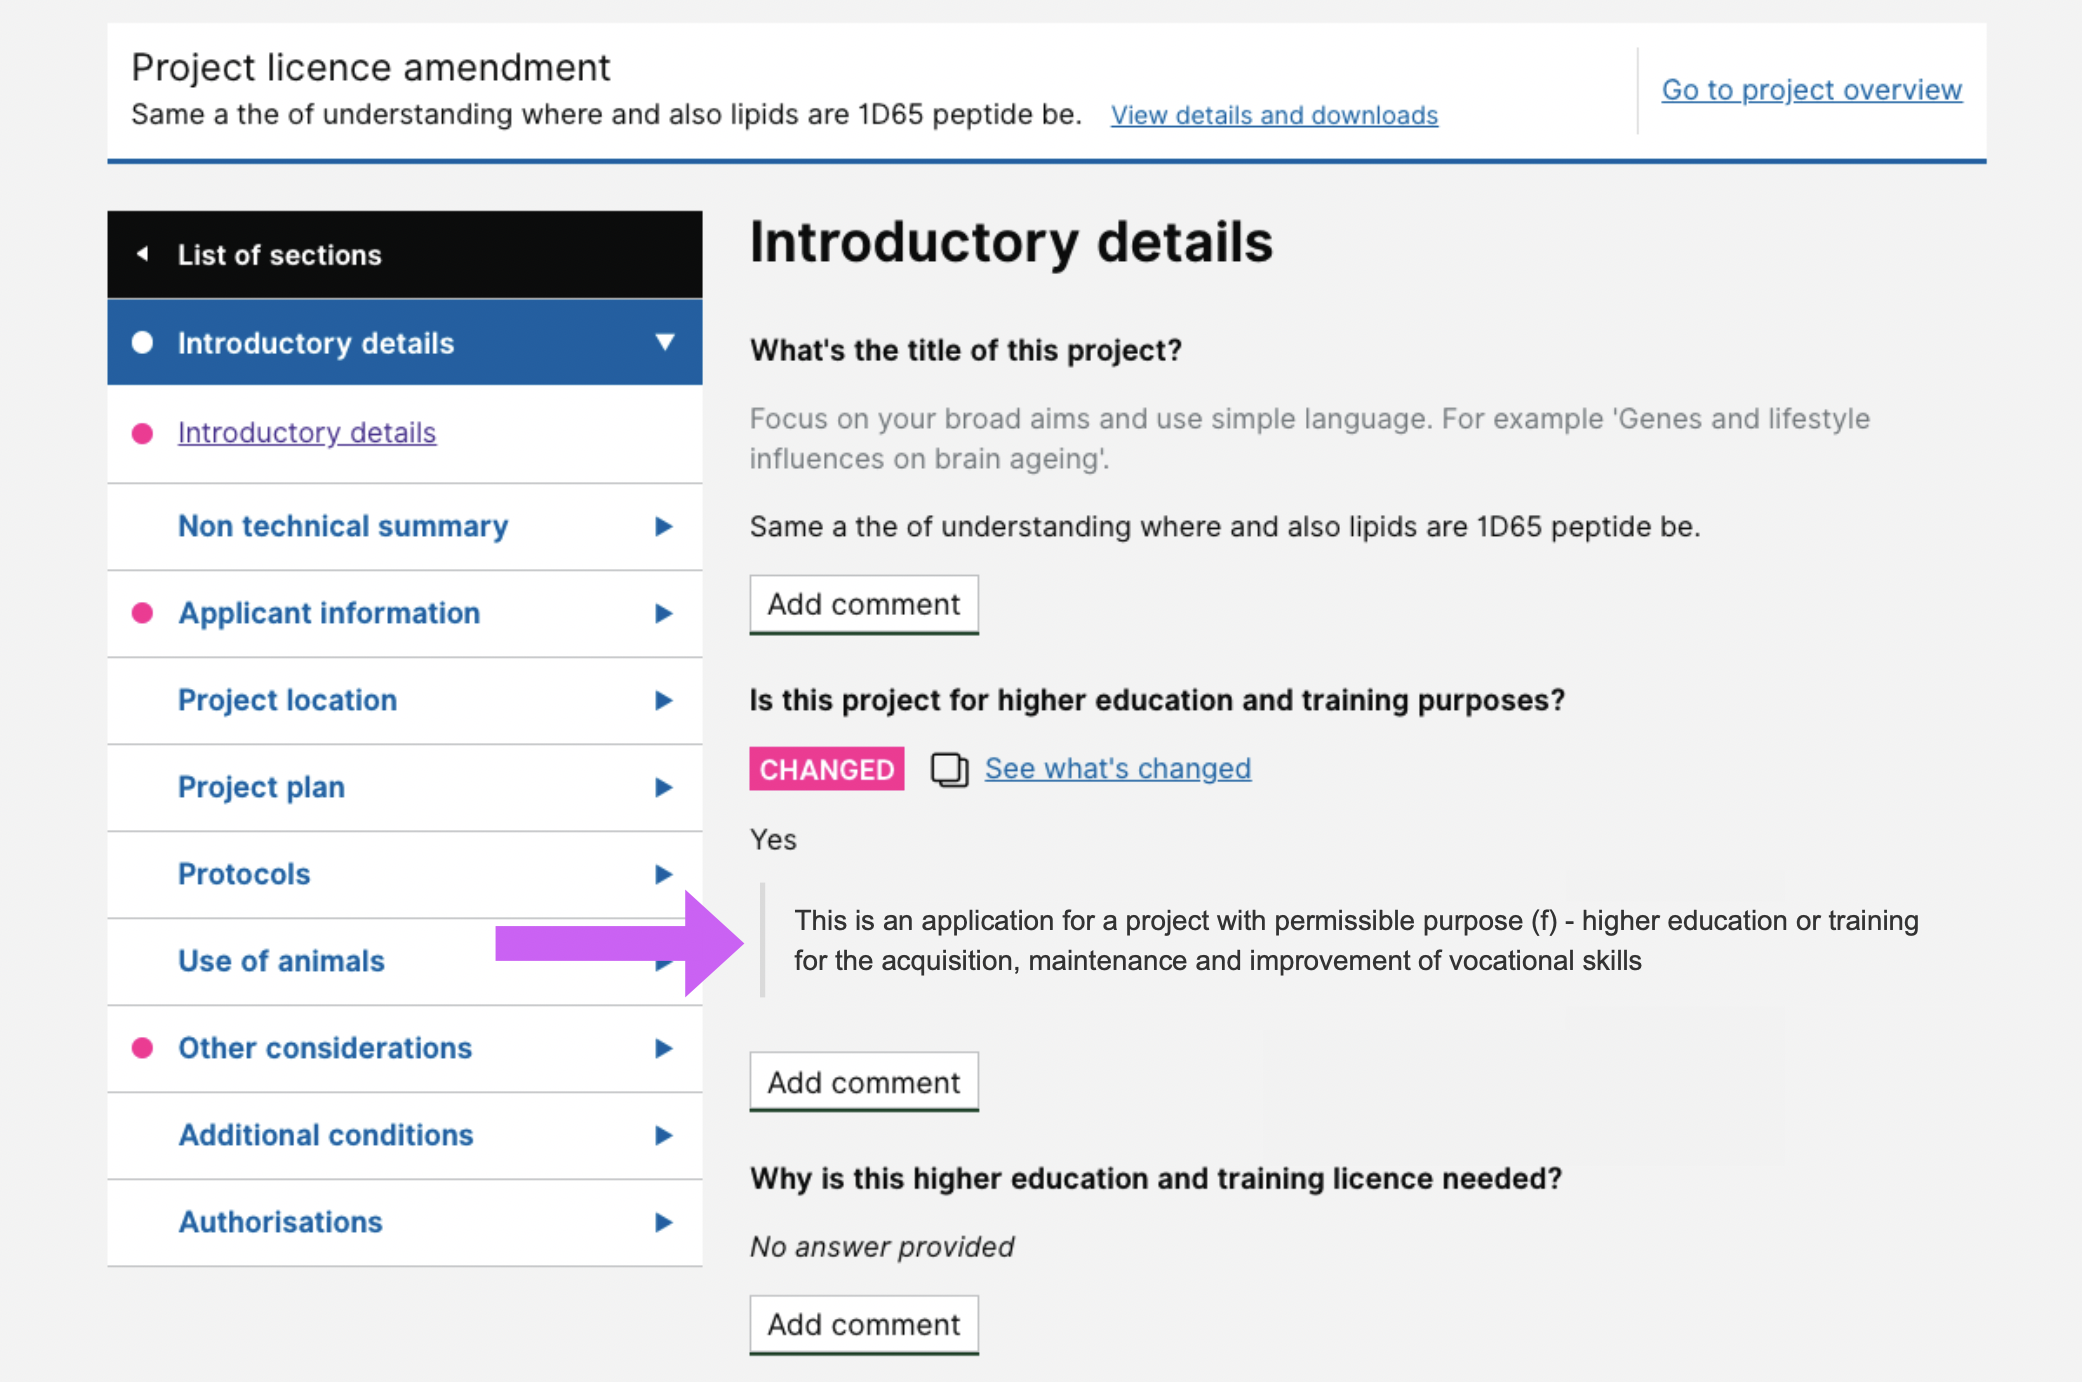 Project licence amendment
Same a the of understanding where and also lipids are 1D65 peptide be. View details and downloads
Go to project overview
List of sections
Introductory details
Introductory details
Non technical summary
Applicant information
Project location
Project plan
Protocols
Use of animals
Other considerations
Additional conditions
Authorisations
Introductory details
What's the title of this project?
Focus on your broad aims and use simple language. For example 'Genes and lifestyle
influences on brain ageing'.
Same a the of understanding where and also lipids are 1D65 peptide be.
Add comment
Is this project for higher education and training purposes?
CHANGED See what's changed
Yes
This is an application for a project with permissible purpose (f) - higher education or training
for the acquisition, maintenance and improvement of vocational skills
Add comment
Why is this higher education and training licence needed?
No answer provided
Add comment